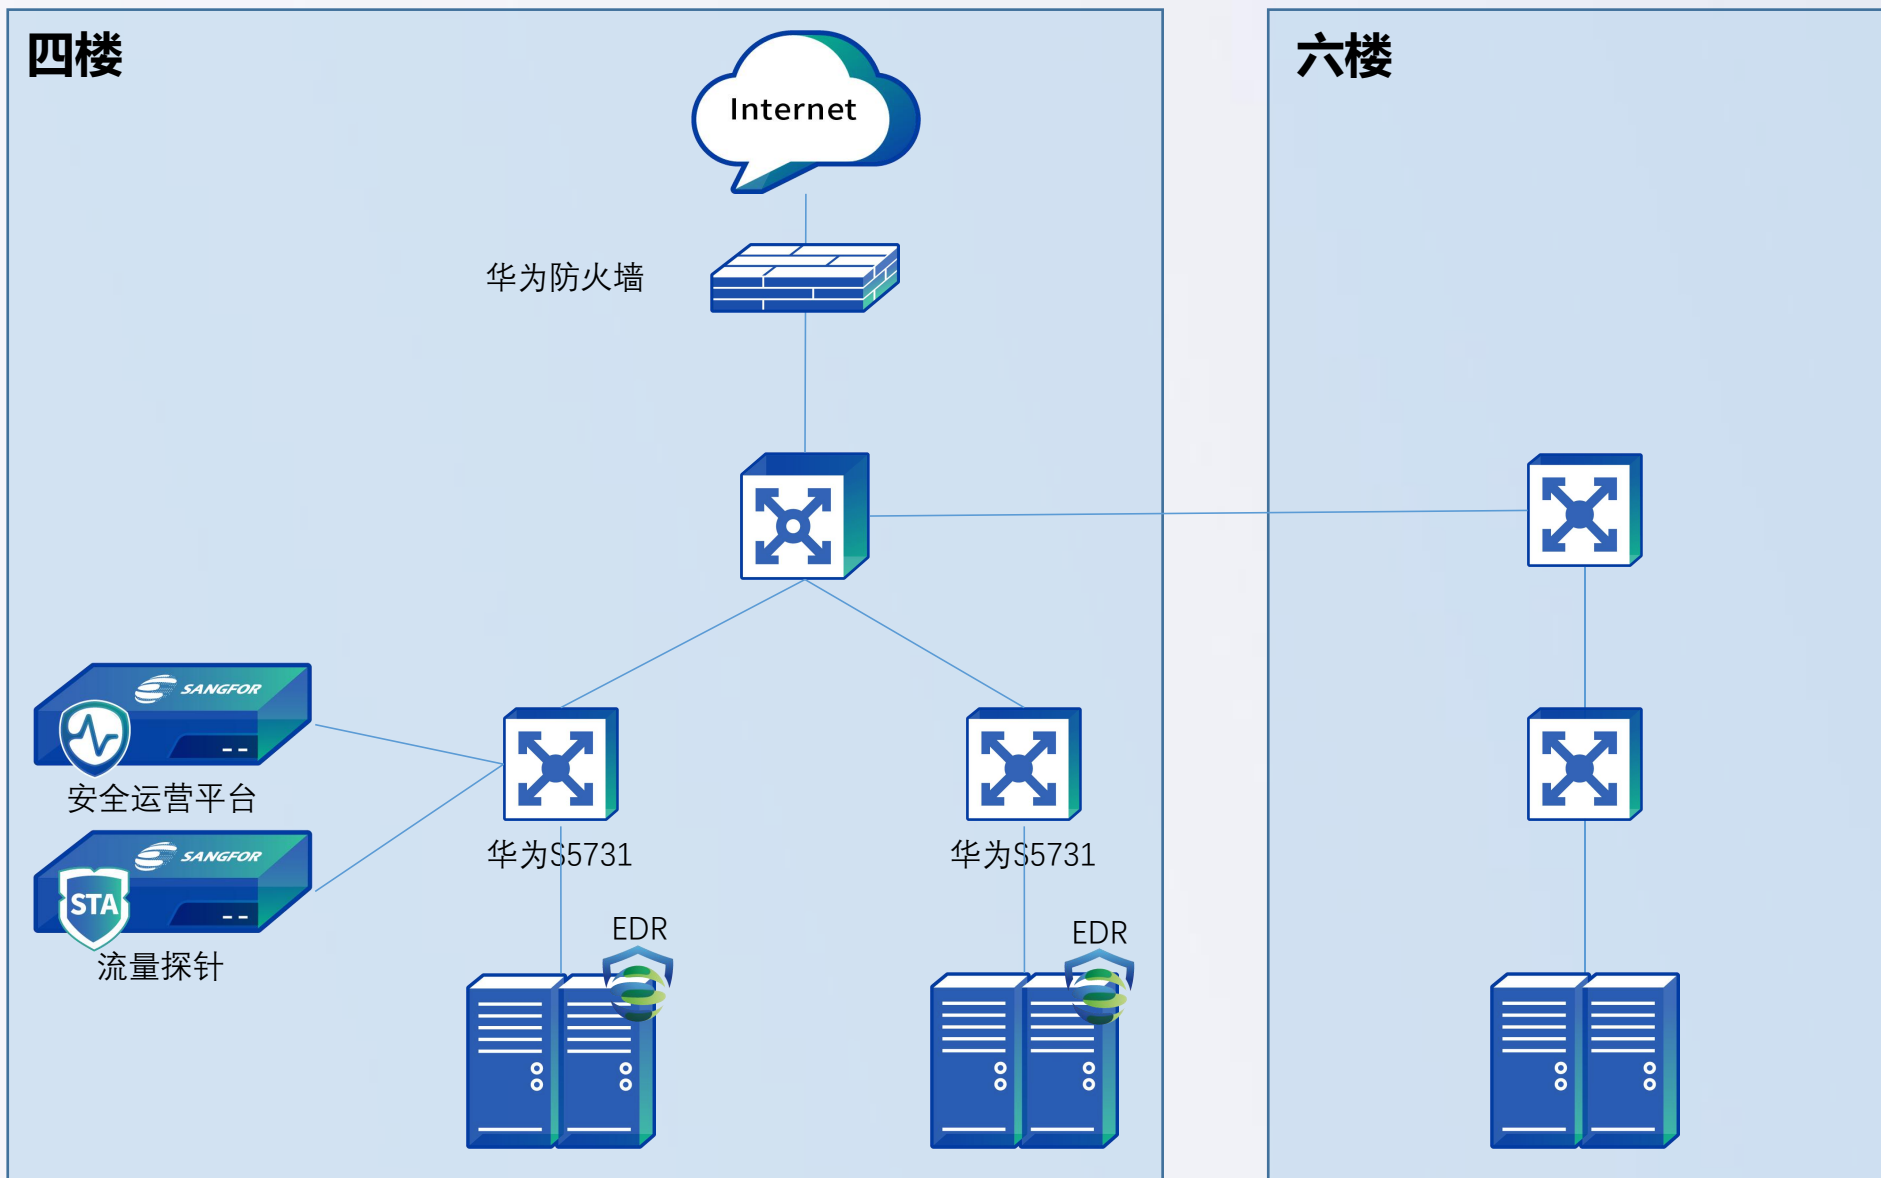 四楼
六楼
Internet
华为防火墙
SANGFOR
安全运营平台
SANGFOR
STA
流量探针
华为S5731
华为S5731
EDR
EDR